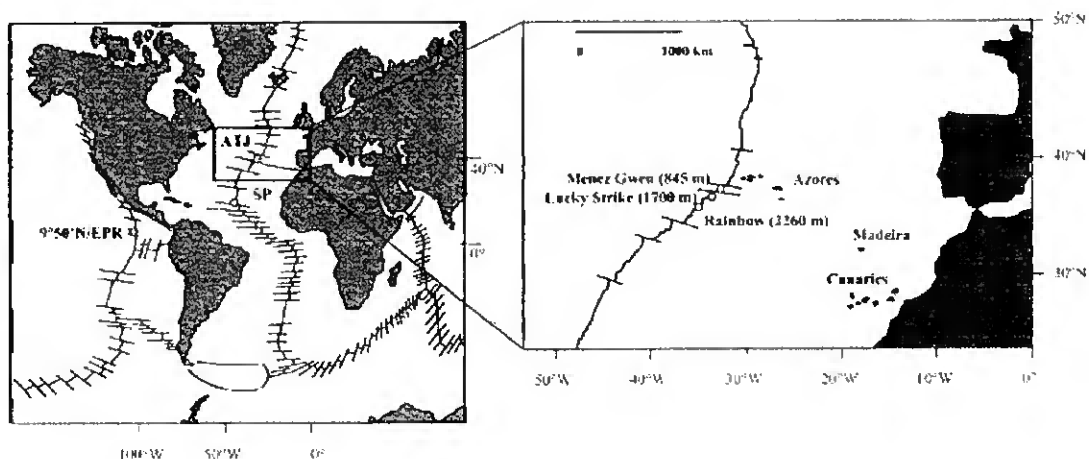 ATJ
SP
9°50'N/EPR
40°N
0°
100°W 50°W 0°
1000 km
Menez Gwen (845 m)
Lucky Strike (1700 m)
Rainbow (2260 m)
Azores
Madeira
Canaries
50°N
40°N
30°N
50°W 40°W 30°W 20°W 10°W 0°